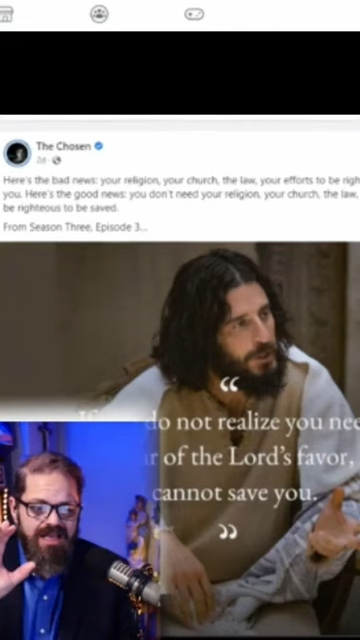 The Chosen
2d
Here's the bad news: your religion, your church, the law, your efforts to be righ
you. Here's the good news: you don't need your religion, your church, the law,
be righteous to be saved.
From Season Three, Episode 3...
“
do not realize you nee
r of the Lord's favor,
cannot save you.
”